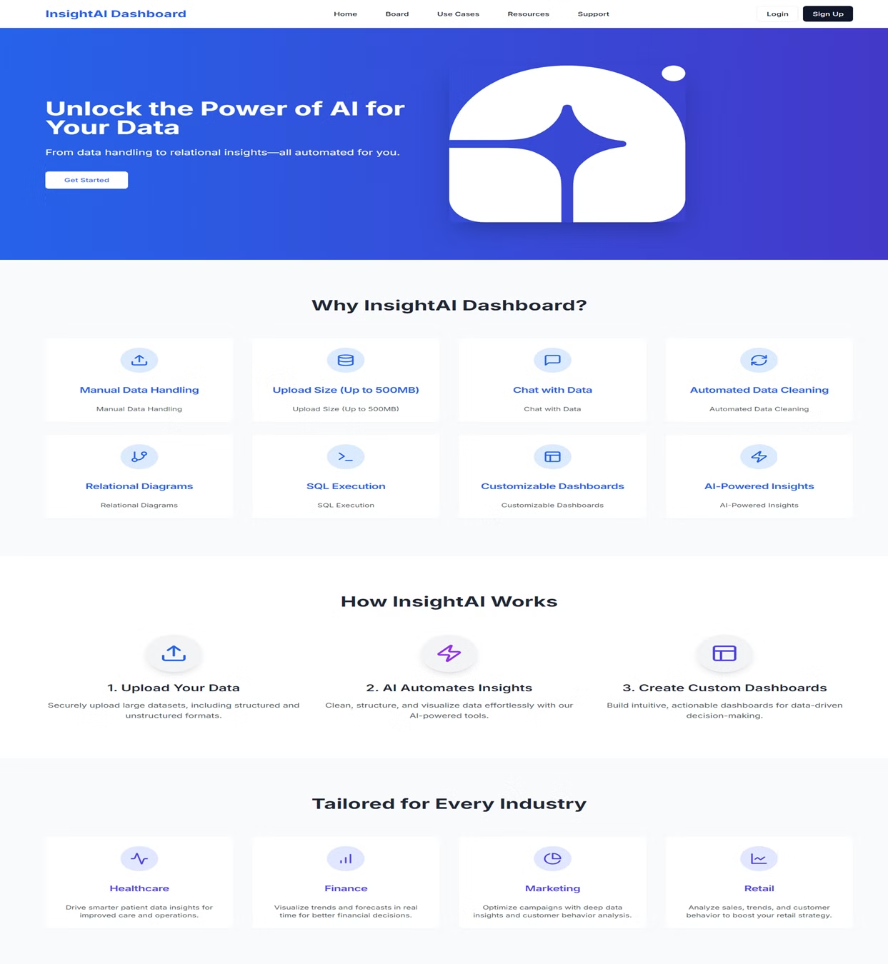 InsightAI Dashboard
Home
Board
Use Cases
Resources
Support
Login
Sign Up
Unlock the Power of AI for
Your Data
From data handling to relational insights—all automated for you.
Get Started
Why InsightAI Dashboard?
Manual Data Handling
Manual Data Handling
Upload Size (Up to 500MB)
Upload Size (Up to 500MB)
Chat with Data
Chat with Data
Automated Data Cleaning
Automated Data Cleaning
Relational Diagrams
Relational Diagrams
SQL Execution
SQL Execution
Customizable Dashboards
Customizable Dashboards
AI-Powered Insights
AI-Powered Insights
How InsightAI Works
1. Upload Your Data
Securely upload large datasets, including structured and
unstructured formats.
2. AI Automates Insights
Clean, structure, and visualize data effortlessly with our
AI-powered tools.
3. Create Custom Dashboards
Build intuitive, actionable dashboards for data-driven
decision-making.
Tailored for Every Industry
Healthcare
Drive smarter patient data insights for
improved care and operations.
Finance
Visualize trends and forecasts in real
time for better financial decisions.
Marketing
Optimize campaigns with deep data
insights and customer behavior analysis.
Retail
Analyze sales, trends, and customer
behavior to boost your retail strategy.